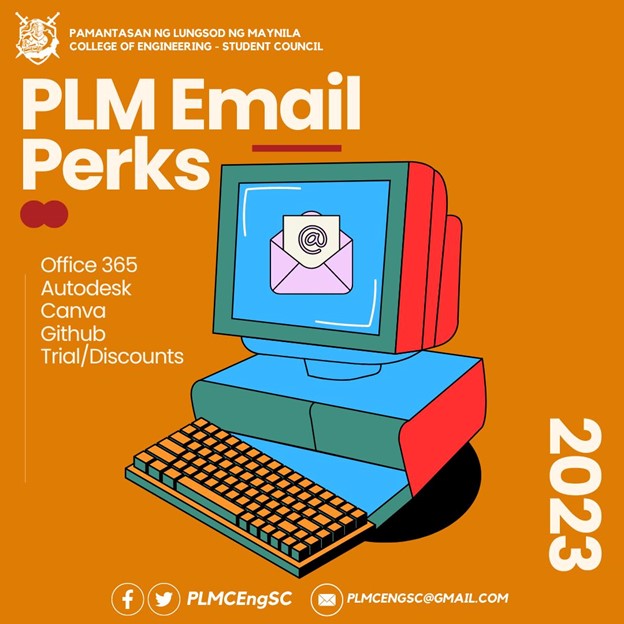 PAMANTASAN NG LUNGSOD NG MAYNILA
COLLEGE OF ENGINEERING - STUDENT COUNCIL
PLM Email
Perks
@
Office 365
Autodesk
Canva
Github
Trial/Discounts
2023
PLMCEngSC
PLMCENGSC@GMAIL.COM